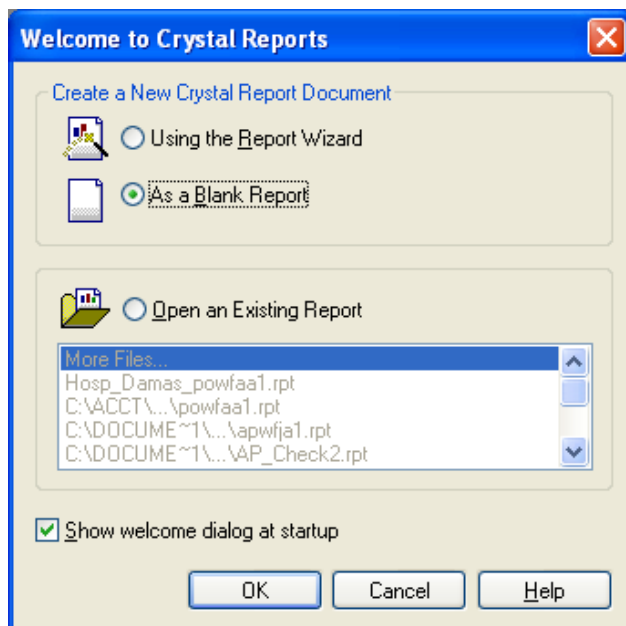 Welcome to Crystal Reports
Create a New Crystal Report Document
Using the Report Wizard
As a Blank Report
Open an Existing Report
More Files...
Hosp_Damas_powfaa1.rpt
C:\ACCT\...\powfaa1.rpt
C:\DOCUME~1\...\apwfja1.rpt
C:\DOCUME~1\...\AP_Check2.rpt
Show welcome dialog at startup
OK Cancel Help